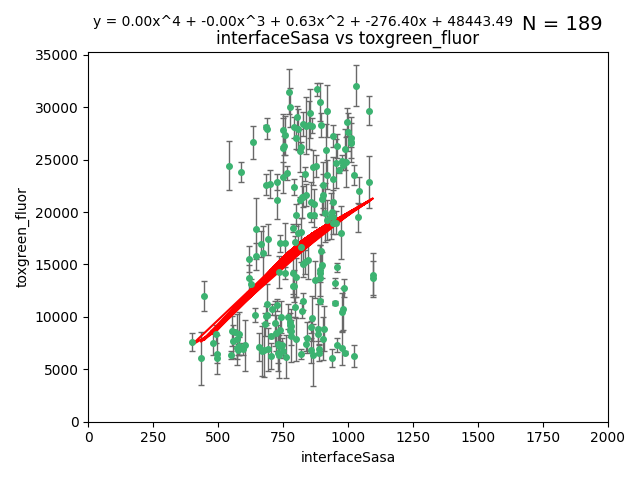 y = 0.00x^4 + -0.00x^3 + 0.63x^2 + -276.40x + 48443.49 N = 189
interfaceSasa vs toxgreen_fluor
35000
30000
25000
20000
15000
10000
5000
0
toxgreen_fluor
0 250 500 750 1000 1250 1500 1750 2000
interfaceSasa